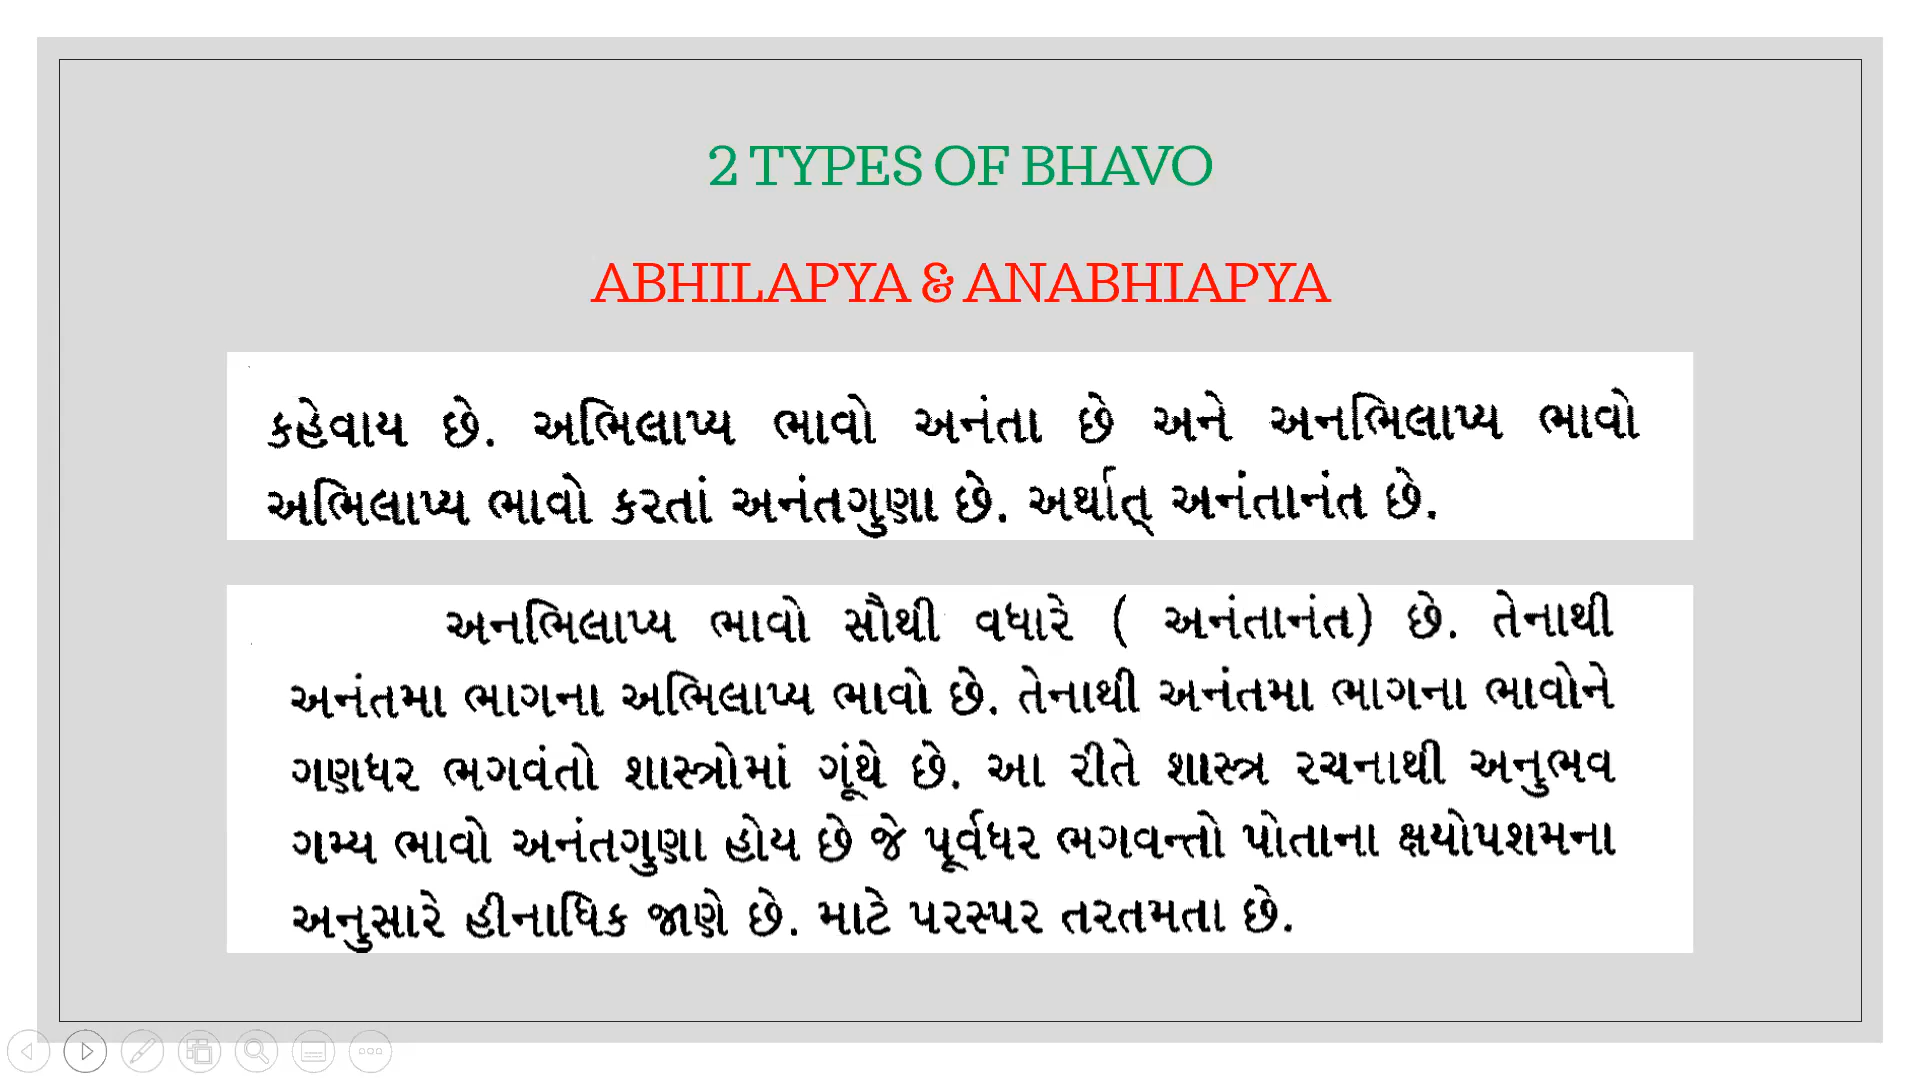 2 TYPES OF BHAVO
ABHILAPYA & ANABHIAPYA
કહેવાય છે. અભિલાપ્ય ભાવો અનંતા છે અને અનભિલાપ્ય ભાવો
અભિલાપ્ય ભાવો કરતાં અનંતગુણા છે. અર્થાત્ અનંતાનંત છે.
અનભિલાપ્ય ભાવો સૌથી વધારે ( અનંતાનંત) છે. તેનાથી
અનંતમા ભાગના અભિલાપ્ય ભાવો છે. તેનાથી અનંતમા ભાગના ભાવોને
ગણધર ભગવંતો શાસ્ત્રોમાં ગૂંથે છે. આ રીતે શાસ્ત્ર રચનાથી અનુભવ
ગમ્ય ભાવો અનંતગુણા હોય છે જે પૂર્વધર ભગવન્તો પોતાના ક્ષયોપશમના
અનુસારે હીનાધિક જાણે છે. માટે પરસ્પર તરતમતા છે.